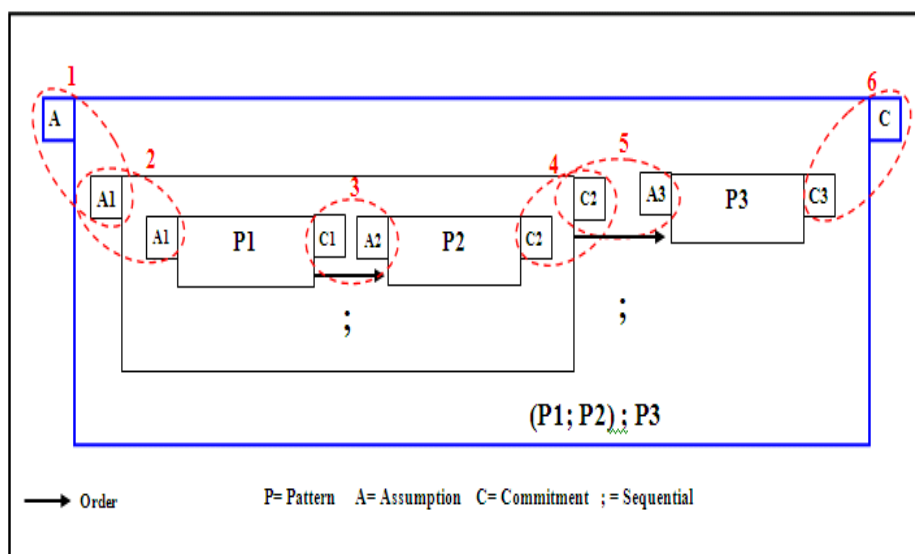 1
6
A
C
2
4
5
3
A1
C2
A3
P3
C3
A1
P1
C1
A2
P2
C2
;
;
(P1; P2) ; P3
Order
P= Pattern A= Assumption C= Commitment ; = Sequential